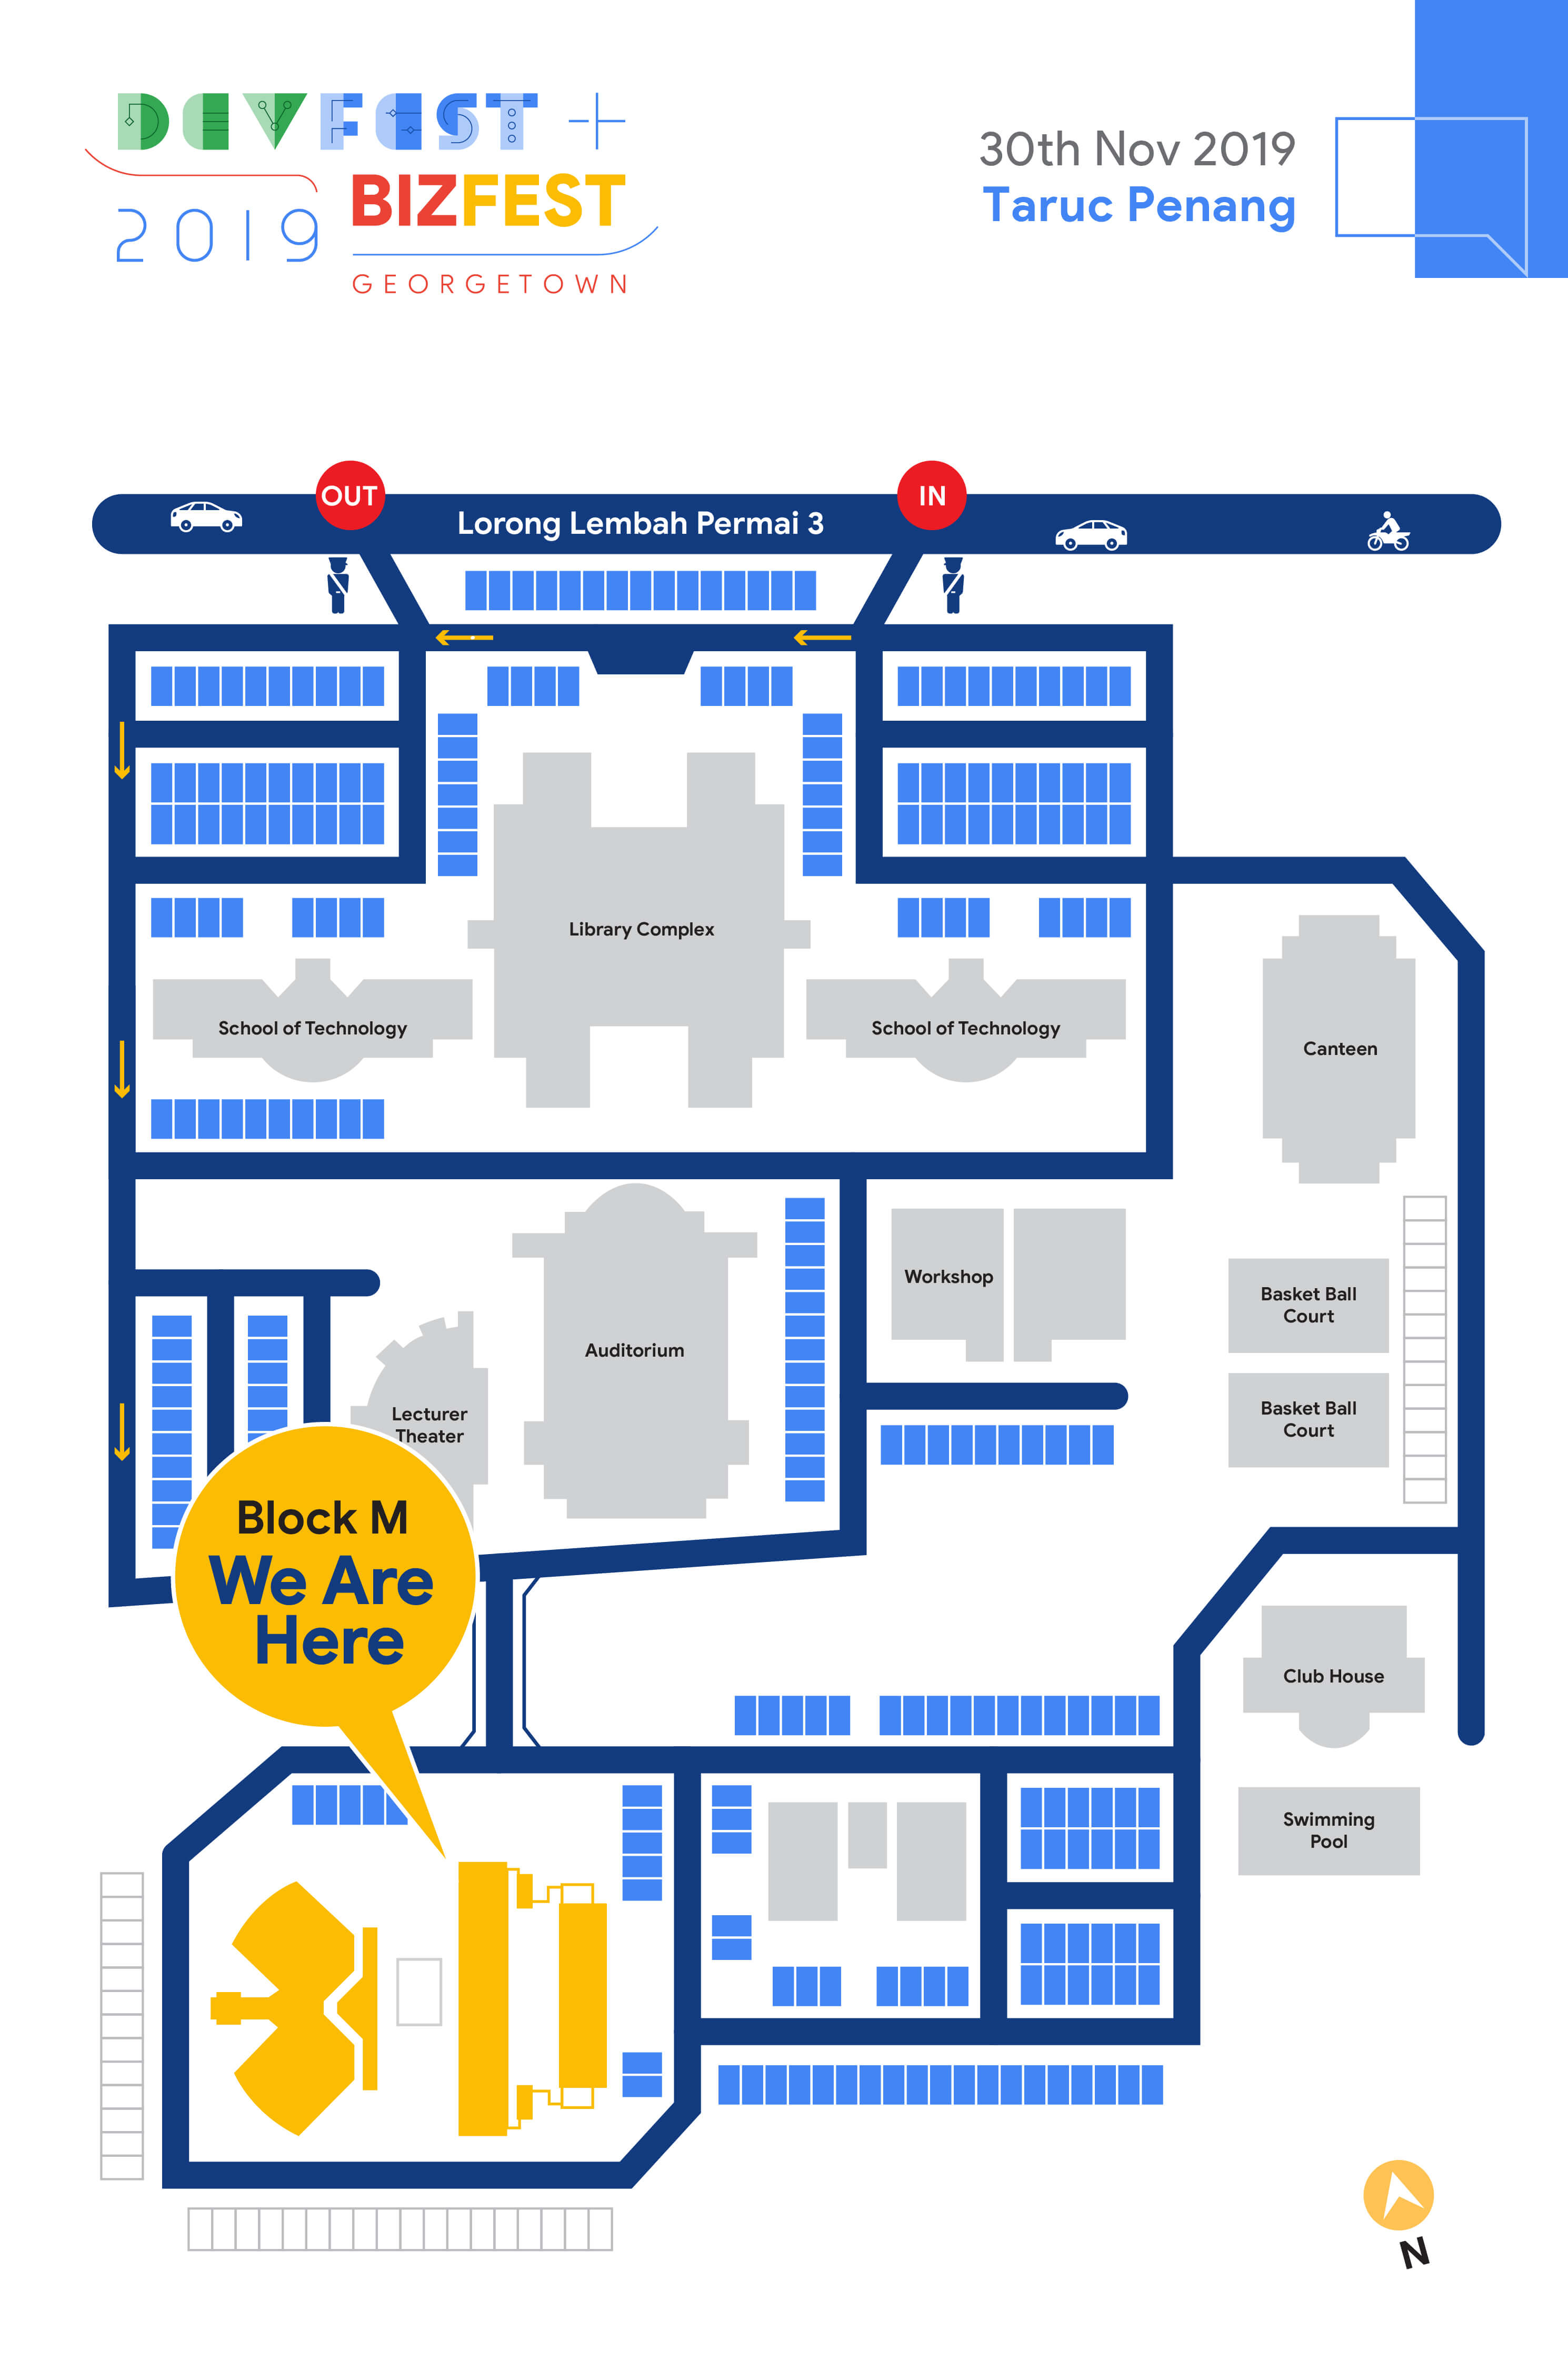 DEVFEST +
2019
BIZFEST
GEORGETOWN
30th Nov 2019
Taruc Penang
OUT
Lorong Lembah Permai 3
IN
Library Complex
School of Technology
School of Technology
Canteen
Workshop
Auditorium
Basket Ball
Court
Basket Ball
Court
Lecturer
Theater
Block M
We Are
Here
Club House
Swimming
Pool
N